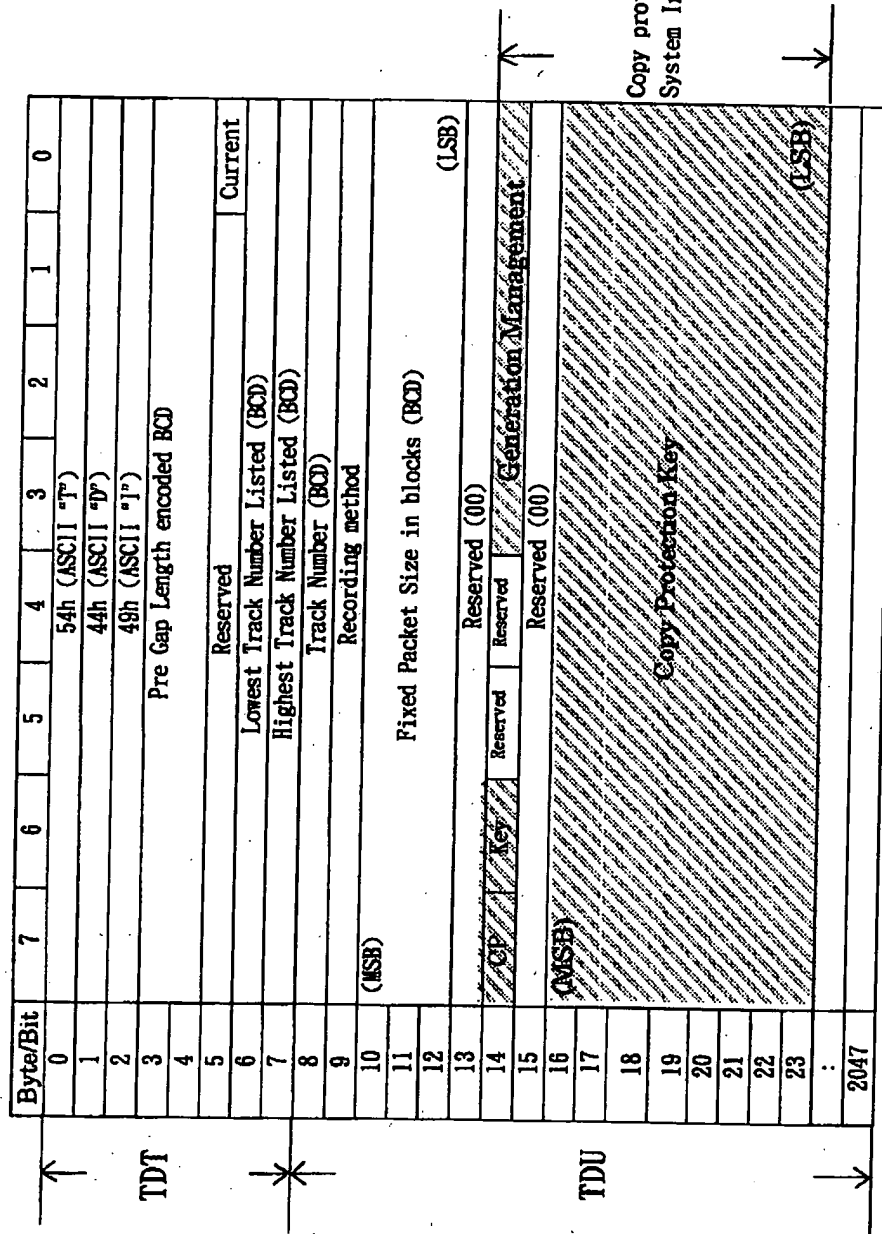 Byte/Bit 7 6 5 4 3 2 1 0
TDT
0 54h (ASCII "T")
1 44h (ASCII "D")
2 49h (ASCII "I")
3 Pre Gap Length encoded BCD
4
5 Reserved Current
6 Lowest Track Number Listed (BCD)
7 Highest Track Number Listed (BCD)
TDU
8 Track Number (BCD)
9 Recording method
10 (MSB)
11 Fixed Packet Size in blocks (BCD)
12 (LSB)
13 Reserved (00)
14 CP Key Reserved Reserved Generation Management
15 Reserved (00)
16 (MSB)
17
18
19 Copy Protection Key
20
21
22
23 (LSB)
:
2047
Copy pro
System